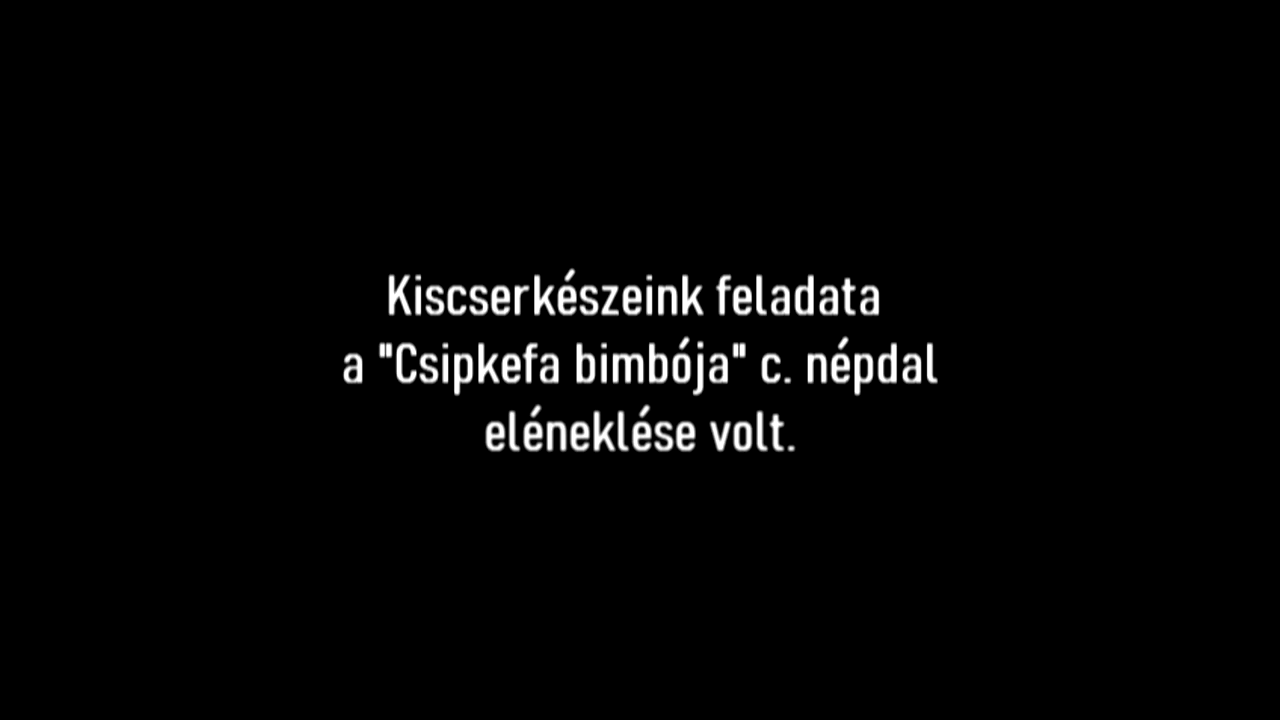 Kiscserkészeink feladata
a "Csipkefa bimbója" c. népdal
eléneklése volt.